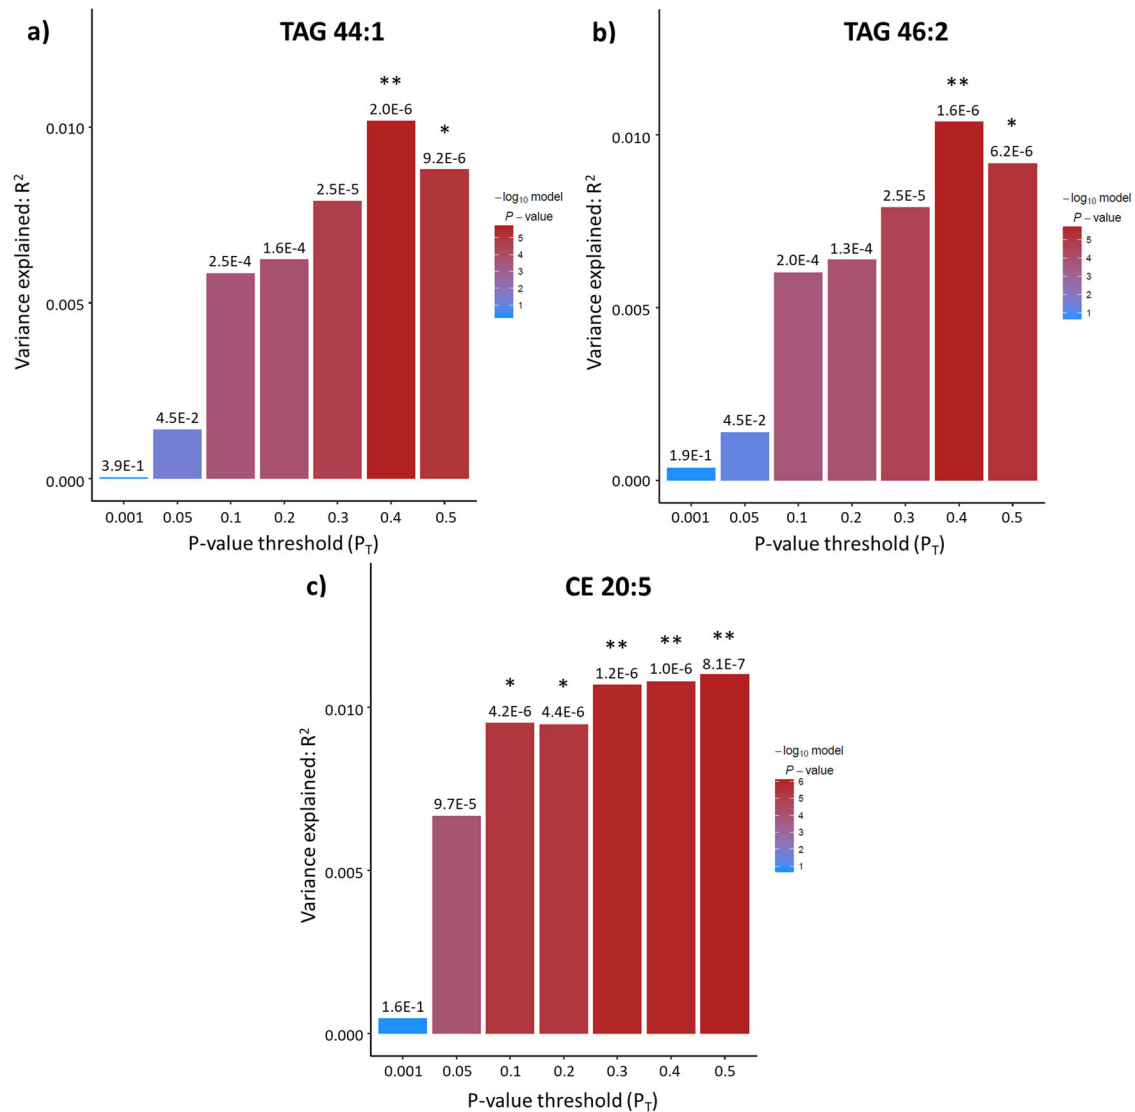 a)
TAG 44:1
Variance explained: R²
0.010
0.005
0.000
3.9E-1
4.5E-2
2.5E-4
1.6E-4
2.5E-5
**
2.0E-6
*
9.2E-6
0.001 0.05 0.1 0.2 0.3 0.4 0.5
P-value threshold (P_T)
−log₁₀ model
P − value
5
4
3
2
1
b)
TAG 46:2
Variance explained: R²
0.010
0.005
0.000
1.9E-1
4.5E-2
2.0E-4
1.3E-4
2.5E-5
**
1.6E-6
*
6.2E-6
0.001 0.05 0.1 0.2 0.3 0.4 0.5
P-value threshold (P_T)
−log₁₀ model
P − value
5
4
3
2
1
c)
CE 20:5
Variance explained: R²
0.010
0.005
0.000
1.6E-1
9.7E-5
*
4.2E-6
*
4.4E-6
**
1.2E-6
**
1.0E-6
**
8.1E-7
0.001 0.05 0.1 0.2 0.3 0.4 0.5
P-value threshold (P_T)
−log₁₀ model
P − value
6
5
4
3
2
1